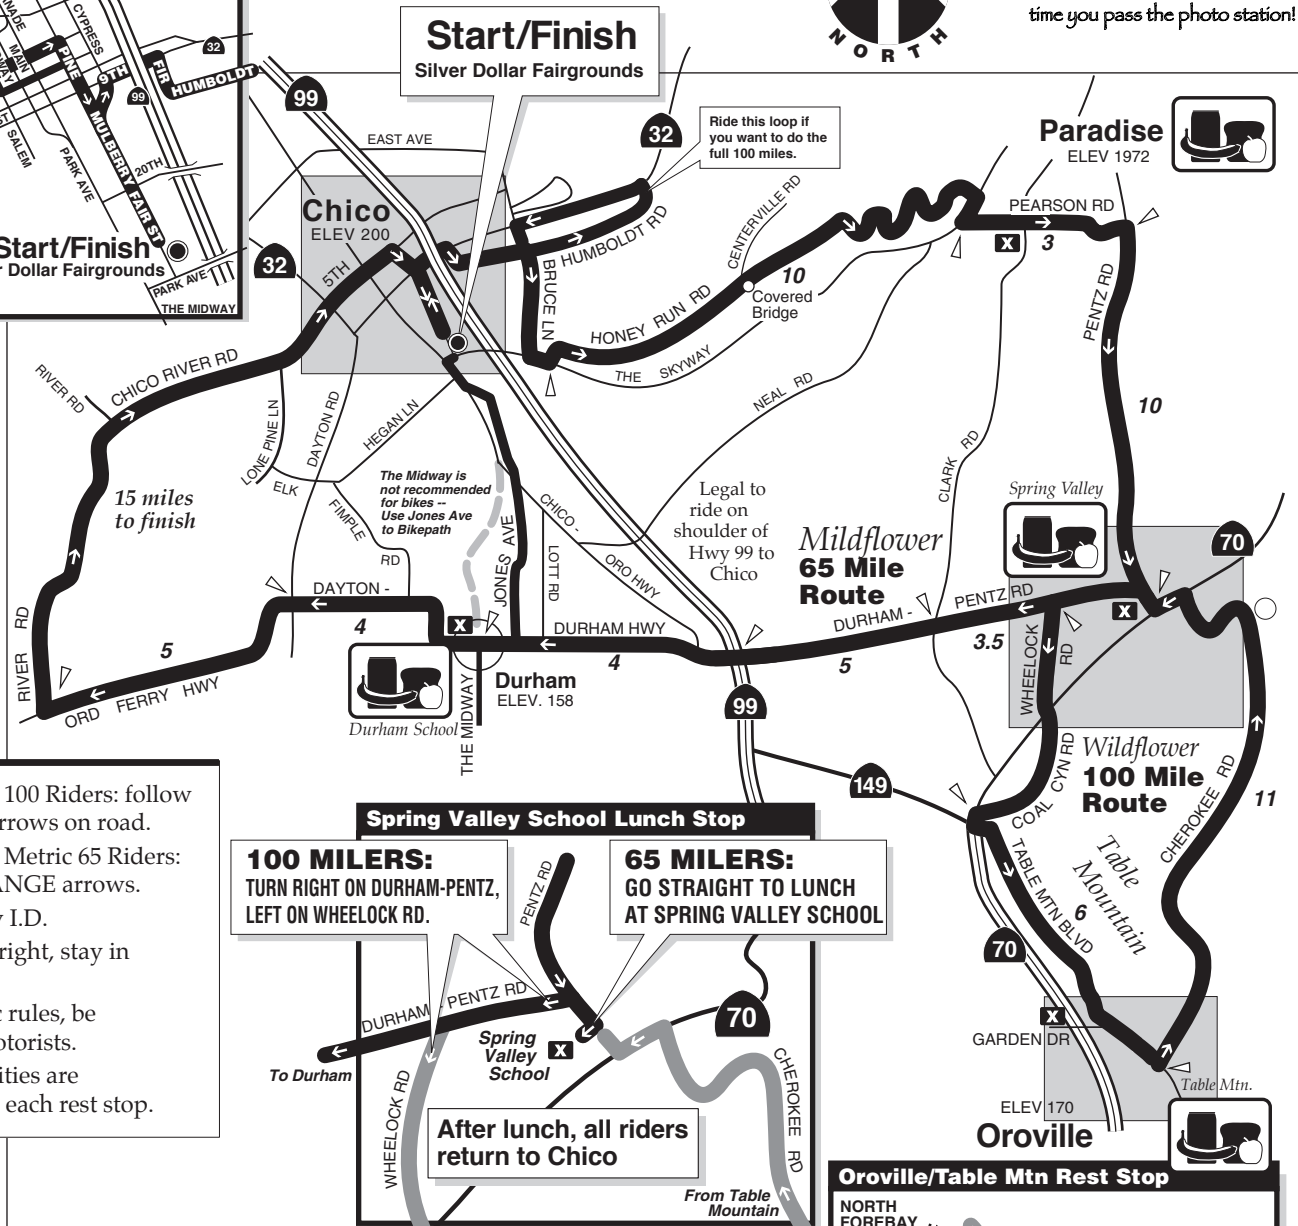 time you pass the photo station!
NORTH
Start/Finish
Silver Dollar Fairgrounds
CYPRESS
MAIN
PINE
9TH
FIR
HUMBOLDT
32
99
MULBERRY
FAIR ST
SALEM
PARK AVE
20TH
Start/Finish
Dollar Fairgrounds
PARK AVE
THE MIDWAY
99
EAST AVE
32
Ride this loop if
you want to do the
full 100 miles.
Paradise
ELEV 1972
Chico
ELEV 200
32
5TH
HUMBOLDT RD
BRUCE LN
CENTERVILLE RD
10
Covered
Bridge
HONEY RUN RD
THE SKYWAY
PEARSON RD
X
3
PENTZ RD
10
NEAL RD
CLARK RD
RIVER RD
CHICO RIVER RD
LONE PINE LN
DAYTON RD
HEGAN LN
ELK
FIMPLE
RD
15 miles
to finish
The Midway is
not recommended
for bikes --
Use Jones Ave
to Bikepath
JONES AVE
CHICO -
ORO HWY
LOTT RD
Legal to
ride on
shoulder of
Hwy 99 to
Chico
Mildflower
65 Mile
Route
Spring Valley
70
X
DURHAM - PENTZ RD
3.5
5
WHEELOCK RD
DAYTON -
4
X
DURHAM HWY
4
Durham
ELEV. 158
Durham School
THE MIDWAY
5
ORD FERRY HWY
RIVER RD
99
149
COAL CYN RD
Wildflower
100 Mile
Route
CHEROKEE RD
11
Table
Mountain
TABLE MTN BLVD
6
70
X
GARDEN DR
ELEV 170
Oroville
Table Mtn.
100 Riders: follow
rrows on road.
Metric 65 Riders:
ANGE arrows.
I.D.
right, stay in
rules, be
otorists.
ities are
each rest stop.
Spring Valley School Lunch Stop
100 MILERS:
TURN RIGHT ON DURHAM-PENTZ,
LEFT ON WHEELOCK RD.
65 MILERS:
GO STRAIGHT TO LUNCH
AT SPRING VALLEY SCHOOL
PENTZ RD
DURHAM - PENTZ RD
To Durham
Spring
Valley
School
X
70
WHEELOCK RD
CHEROKEE RD
After lunch, all riders
return to Chico
From Table
Mountain
Oroville/Table Mtn Rest Stop
NORTH
FOREBAY